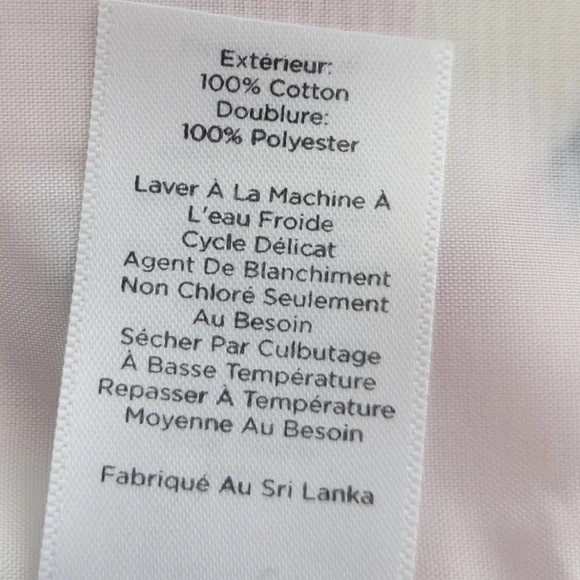 Extérieur:
100% Cotton
Doublure:
100% Polyester
Laver À La Machine À
L'eau Froide
Cycle Délicat
Agent De Blanchiment
Non Chloré Seulement
Au Besoin
Sécher Par Culbutage
À Basse Température
Repasser À Température
Moyenne Au Besoin
Fabriqué Au Sri Lanka